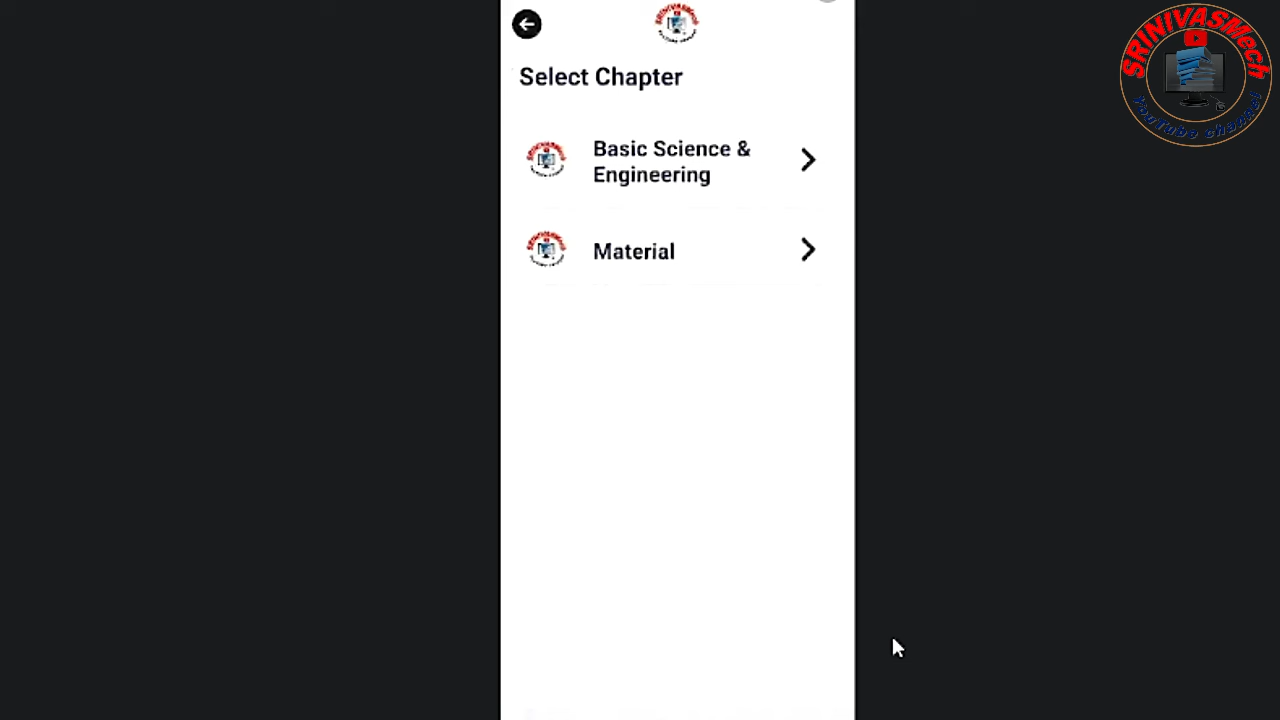 SRINIVASMech
YouTube channel
Select Chapter
Basic Science &
Engineering
Material